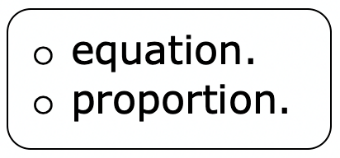 ○ equation.
○ proportion.